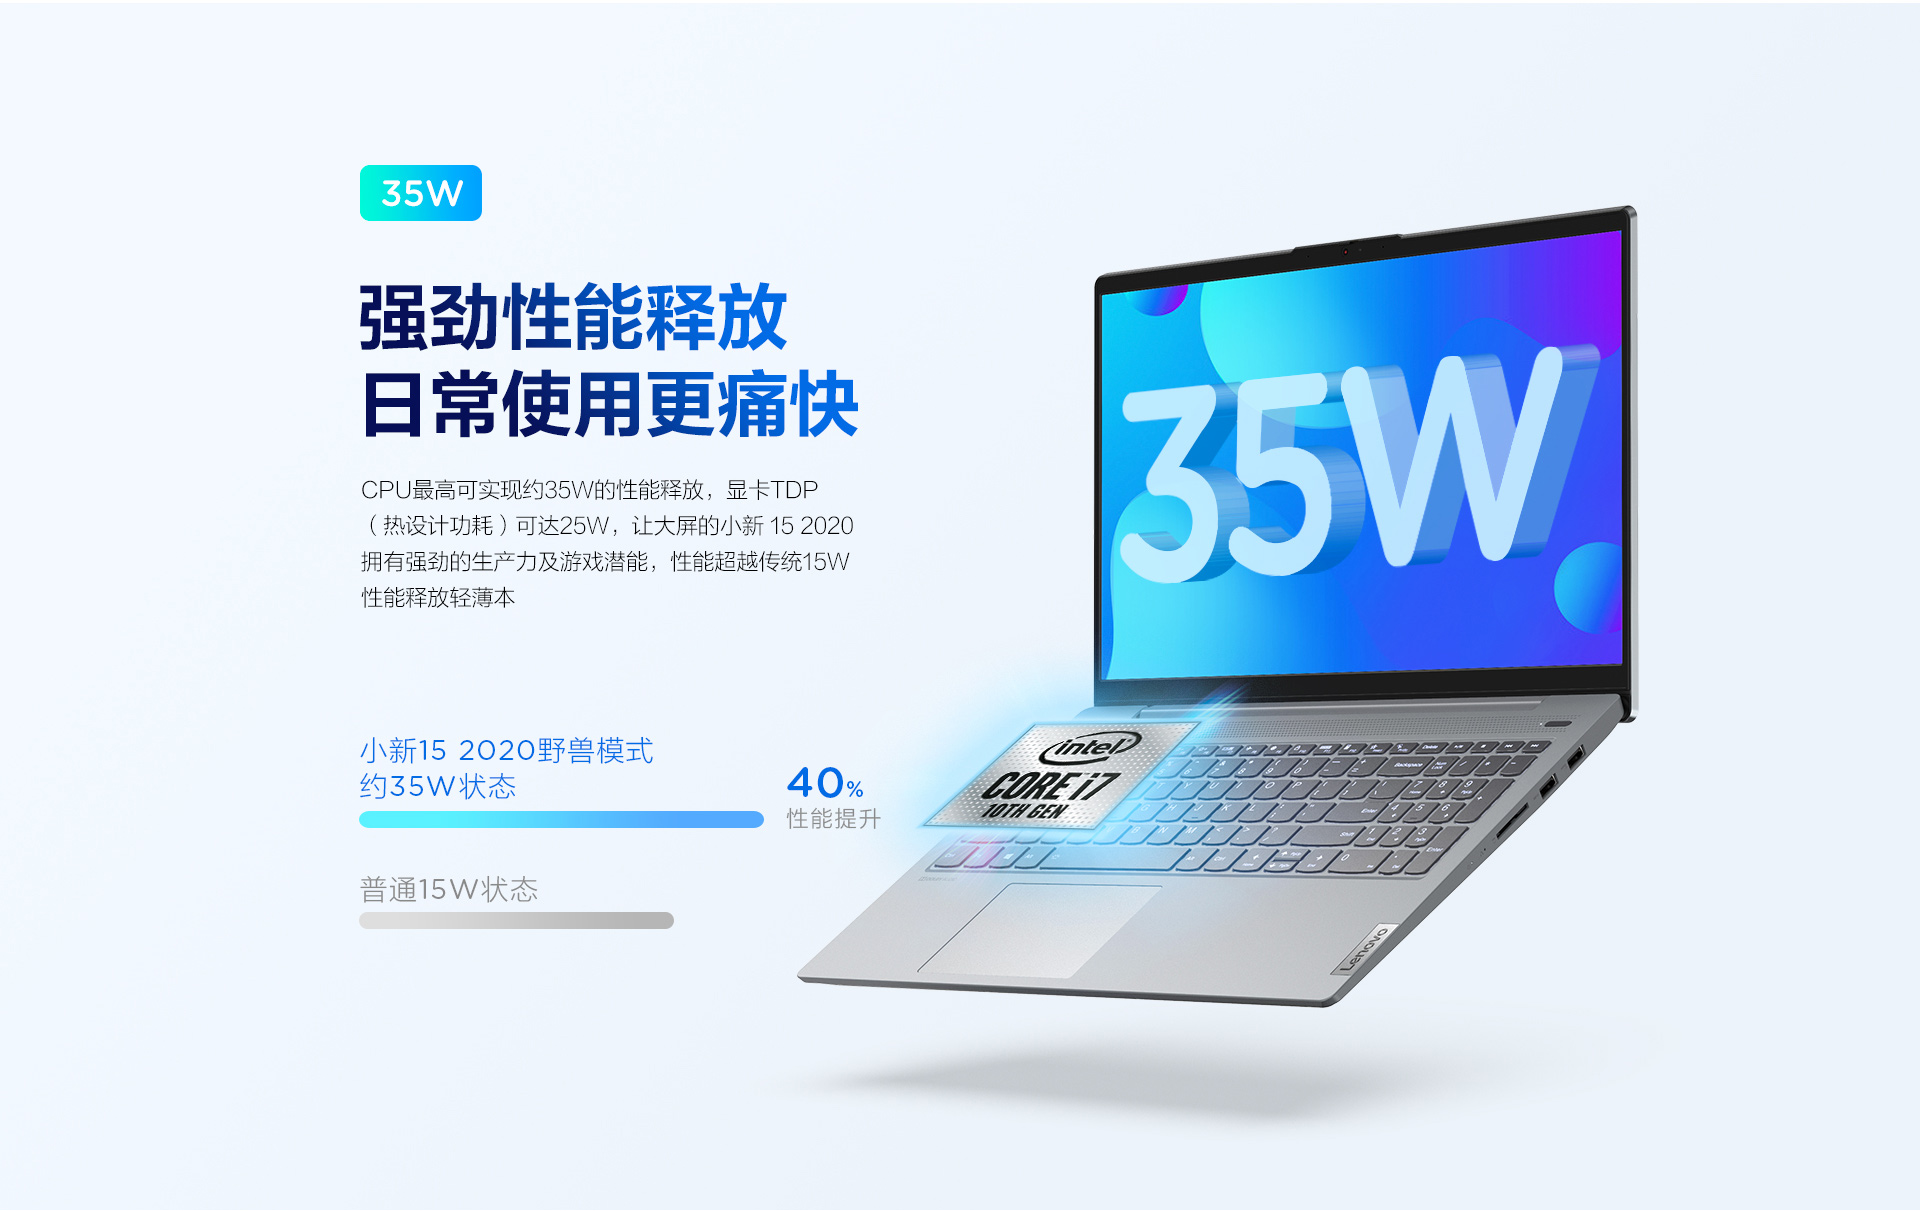 35W
强劲性能释放
日常使用更痛快
CPU最高可实现约35W的性能释放，显卡TDP
（热设计功耗）可达25W，让大屏的小新 15 2020
拥有强劲的生产力及游戏潜能，性能超越传统15W
性能释放轻薄本
小新15 2020野兽模式
约35W状态
40%
性能提升
普通15W状态
35W
intel
CORE i7
10TH GEN
Lenovo